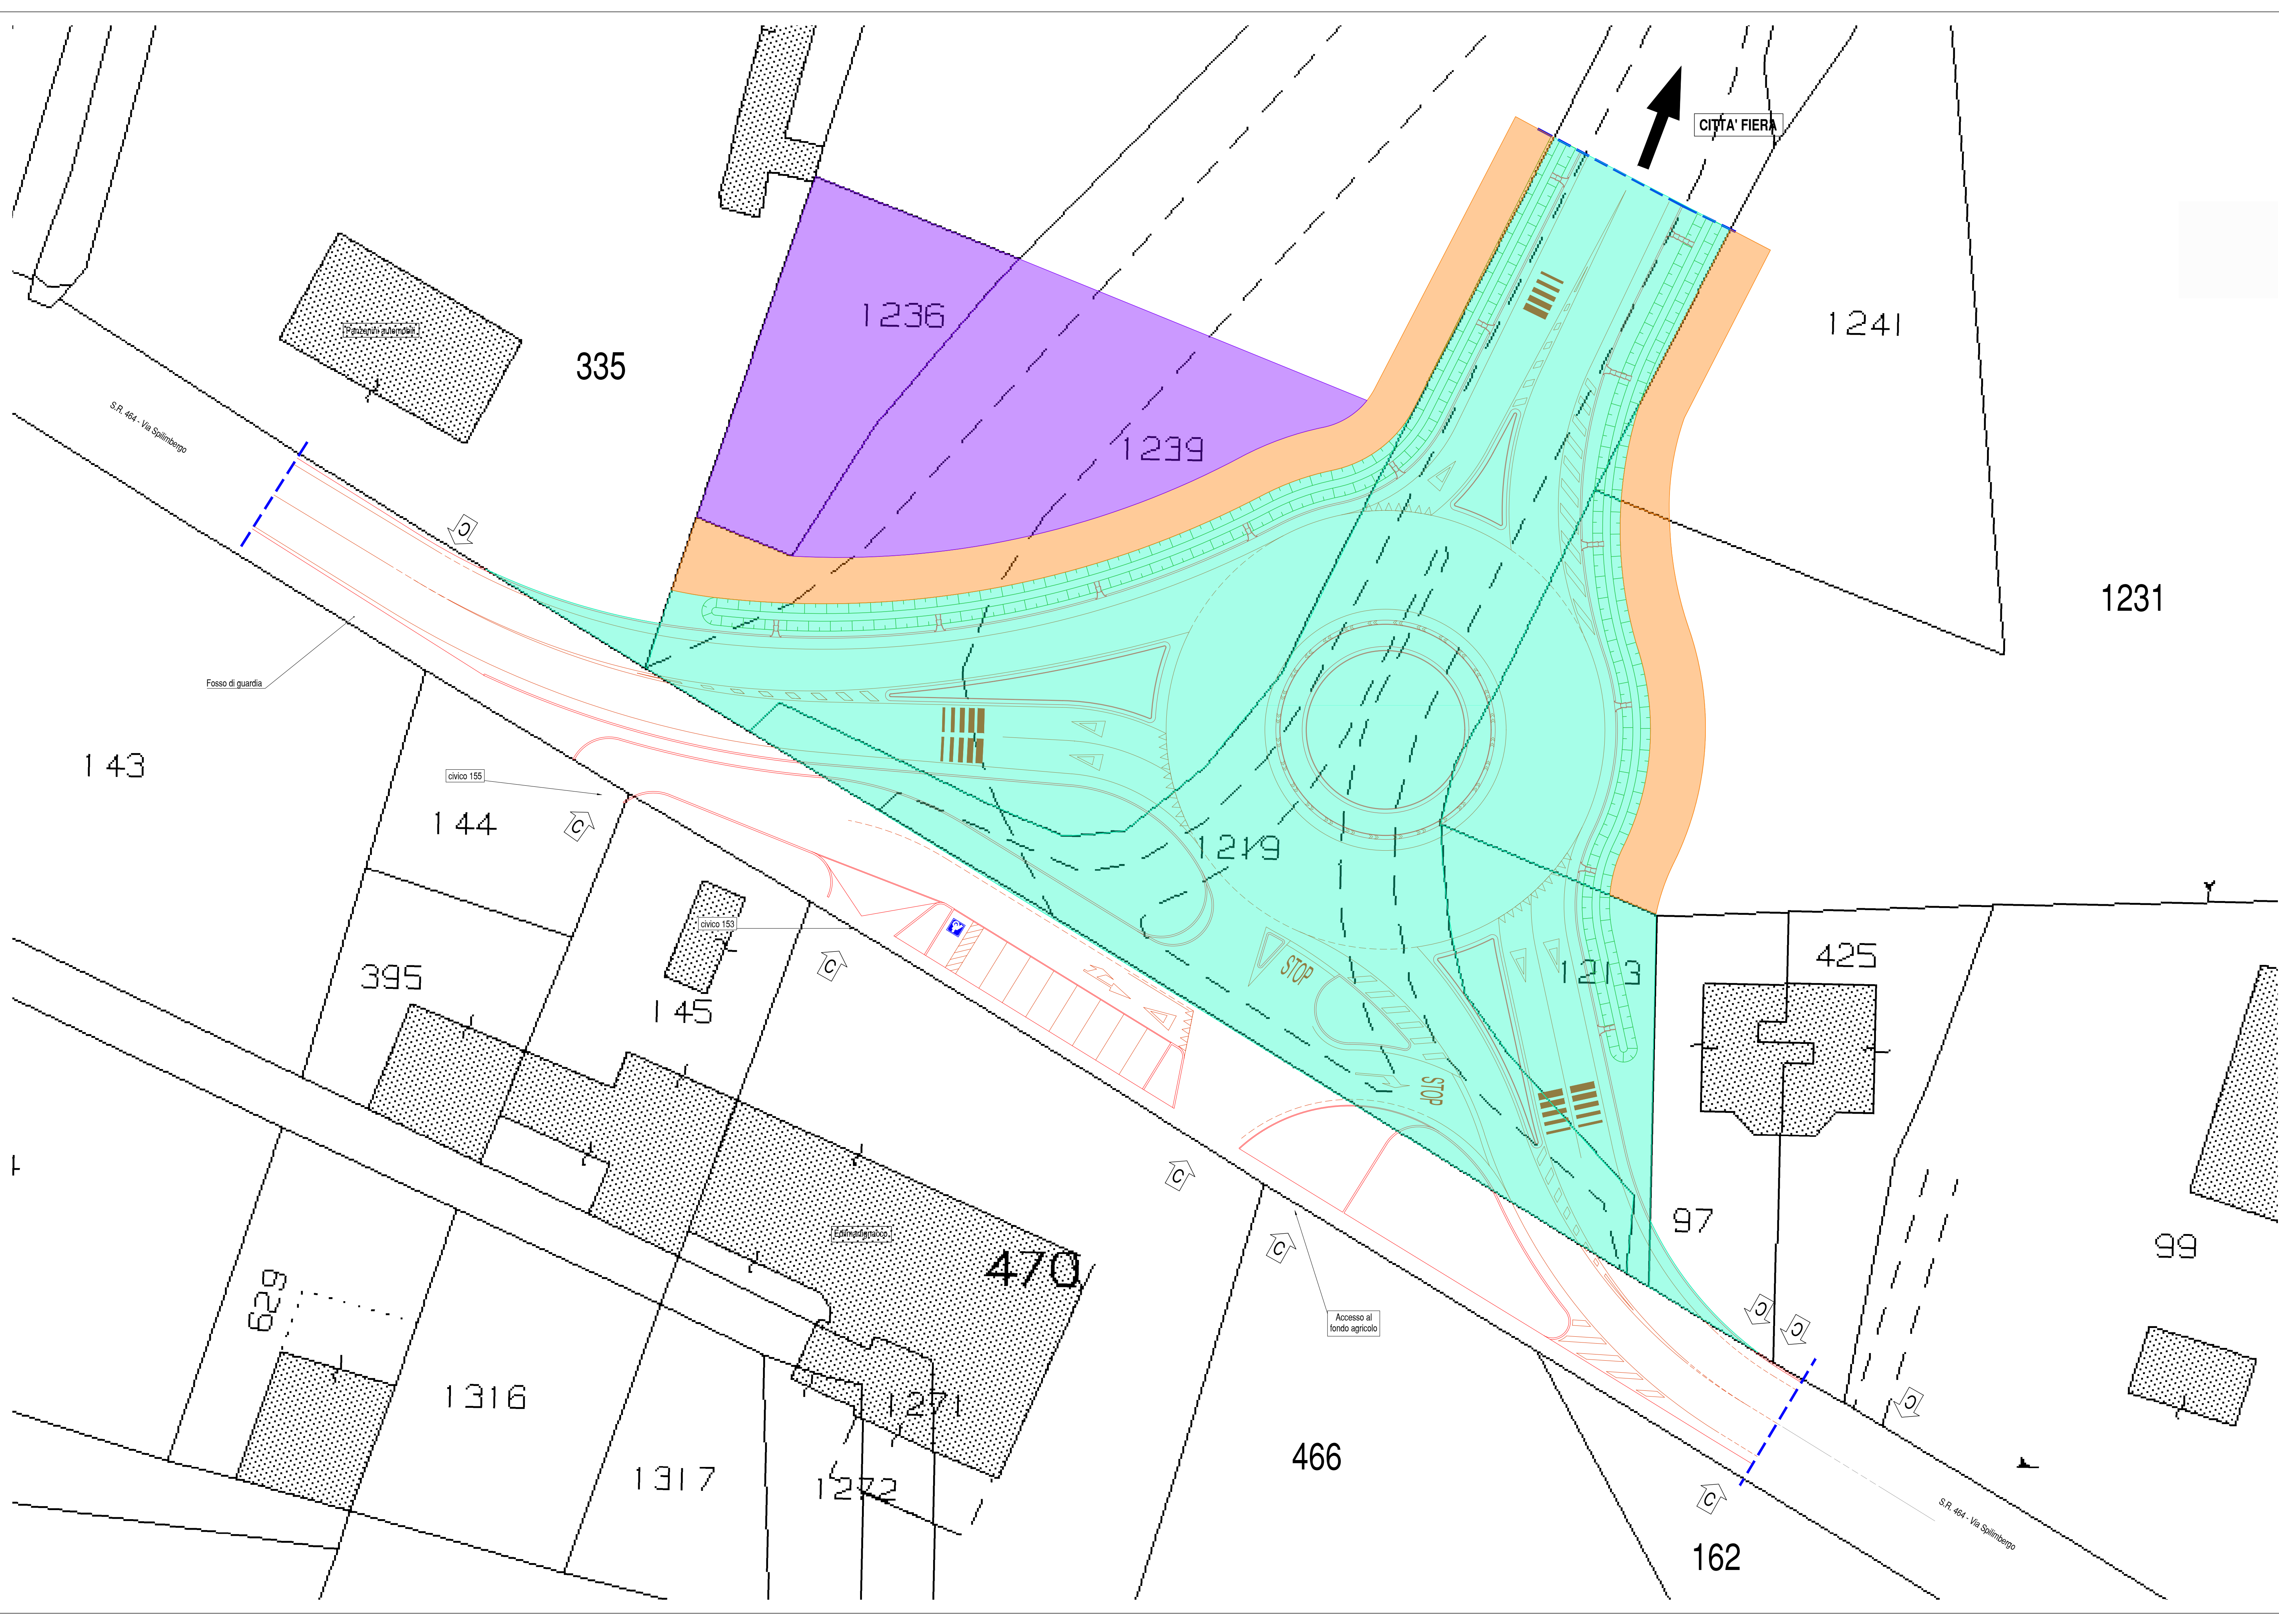 CITTA' FIERA
1236
1241
Panzarini automobili
335
S.R. 464 - Via Spilimbergo
1239
C
1231
Fosso di guardia
143
civico 155
144
C
1219
civico 153
C
395
145
STOP
1213
425
STOP
C
97
99
C
470
629
Accesso al
fondo agricolo
C
C
1316
1271
C
1317
1272
466
C
S.R. 464 - Via Spilimbergo
162